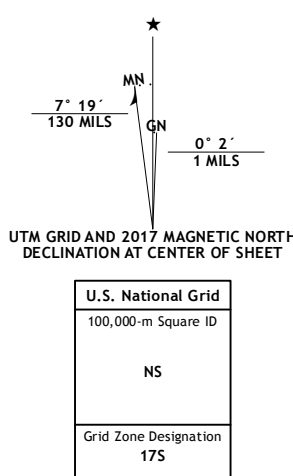 MN
GN
7° 19´
130 MILS
0° 2´
1 MILS
UTM GRID AND 2017 MAGNETIC NORTH
DECLINATION AT CENTER OF SHEET
U.S. National Grid
100,000-m Square ID
NS
Grid Zone Designation
17S